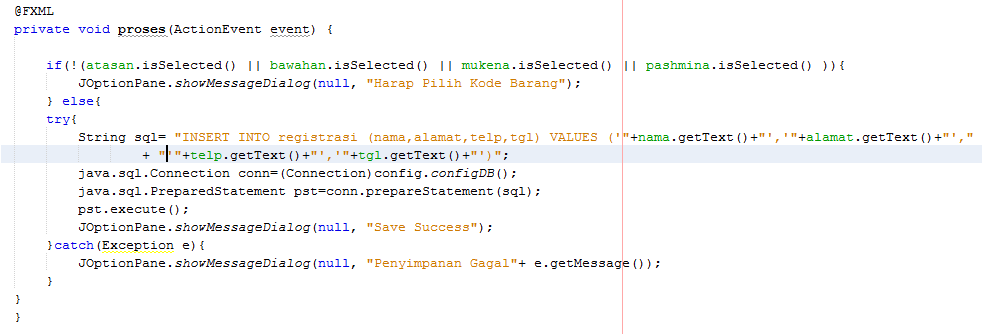 @FXML
private void proses(ActionEvent event) {
if(!(atasan.isSelected() || bawahan.isSelected() || mukena.isSelected() || pashmina.isSelected() )){
JOptionPane.showMessageDialog(null, "Harap Pilih Kode Barang");
} else{
try{
String sql= "INSERT INTO registrasi (nama,alamat,telp,tgl) VALUES ('"+nama.getText()+"','"+alamat.getText()+"',"
+ "'"+telp.getText()+"','"+tgl.getText()+"')";
java.sql.Connection conn=(Connection)config.configDB();
java.sql.PreparedStatement pst=conn.prepareStatement(sql);
pst.execute();
JOptionPane.showMessageDialog(null, "Save Success");
}catch(Exception e){
JOptionPane.showMessageDialog(null, "Penyimpanan Gagal"+ e.getMessage());
}
}
}